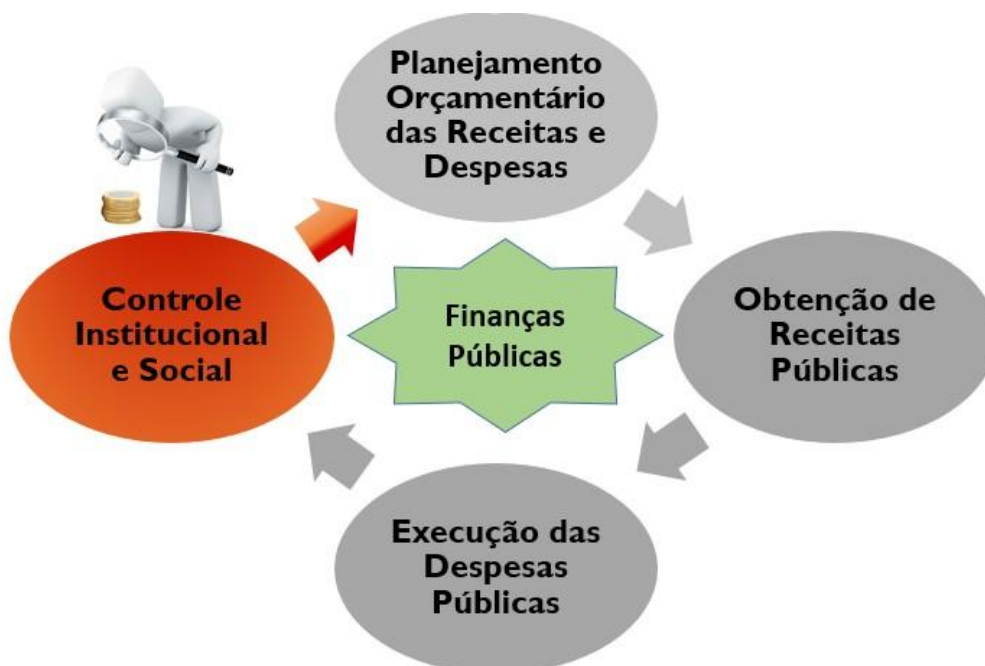 Planejamento
Orçamentário
das Receitas e
Despesas
Controle
Institucional
e Social
Finanças
Públicas
Obtenção de
Receitas
Públicas
Execução das
Despesas
Públicas